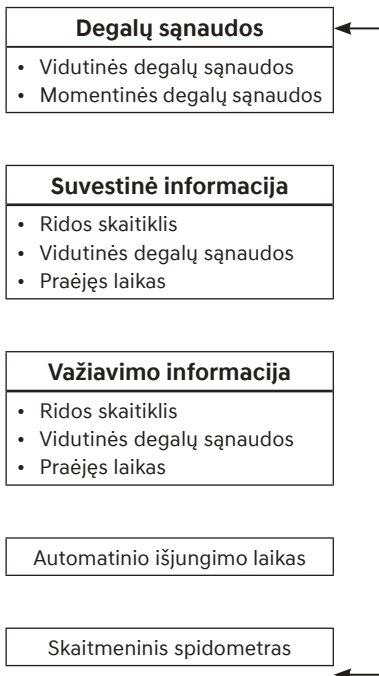 Degalų sąnaudos
• Vidutinės degalų sąnaudos
• Momentinės degalų sąnaudos
Suvestinė informacija
• Ridos skaitiklis
• Vidutinės degalų sąnaudos
• Praėjęs laikas
Važiavimo informacija
• Ridos skaitiklis
• Vidutinės degalų sąnaudos
• Praėjęs laikas
Automatinio išjungimo laikas
Skaitmeninis spidometras